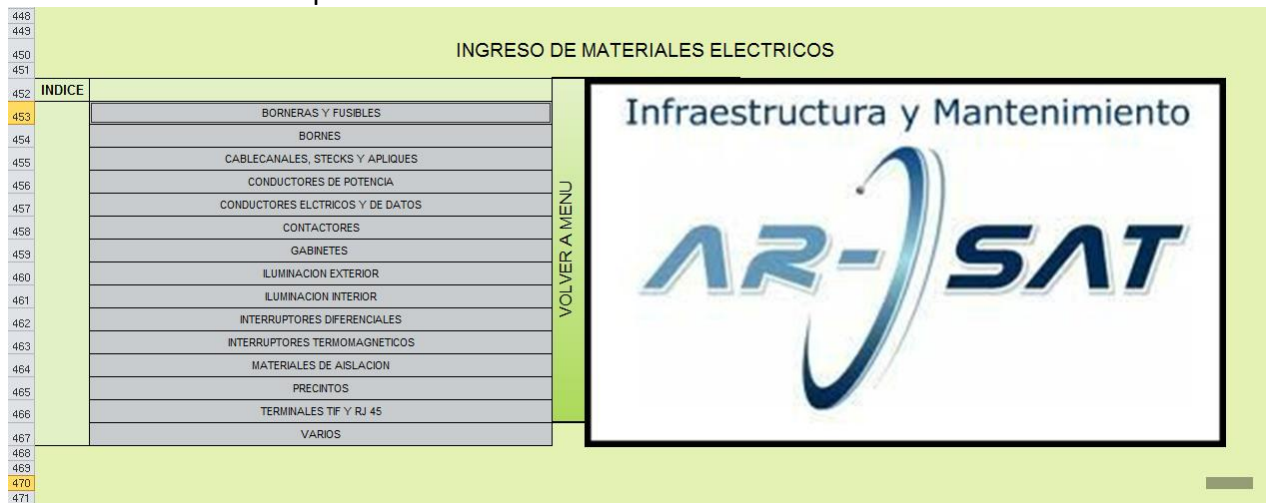 448
449
450
INGRESO DE MATERIALES ELECTRICOS
451
452 INDICE
453 BORNERAS Y FUSIBLES
454 BORNES
455 CABLECANALES, STECKS Y APLIQUES
456 CONDUCTORES DE POTENCIA
457 CONDUCTORES ELCTRICOS Y DE DATOS
458 CONTACTORES
459 GABINETES
460 ILUMINACION EXTERIOR
461 ILUMINACION INTERIOR
462 INTERRUPTORES DIFERENCIALES
463 INTERRUPTORES TERMOMAGNETICOS
464 MATERIALES DE AISLACION
465 PRECINTOS
466 TERMINALES TIF Y RJ 45
467 VARIOS
468
469
470
471
VOLVER A MENU
Infraestructura y Mantenimiento
AR-SAT